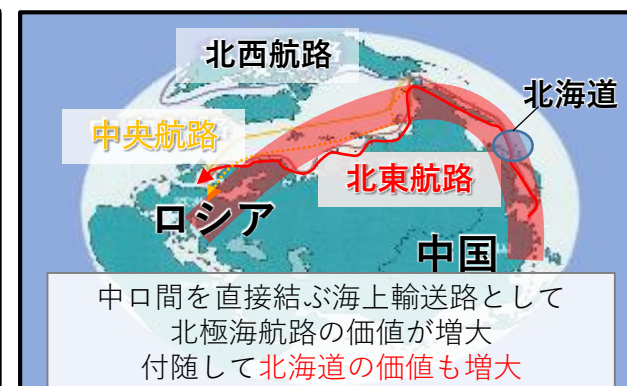 北西航路
北海道
中央航路
北東航路
ロシア
中国
中ロ間を直接結ぶ海上輸送路として
北極海航路の価値が増大
付随して北海道の価値も増大